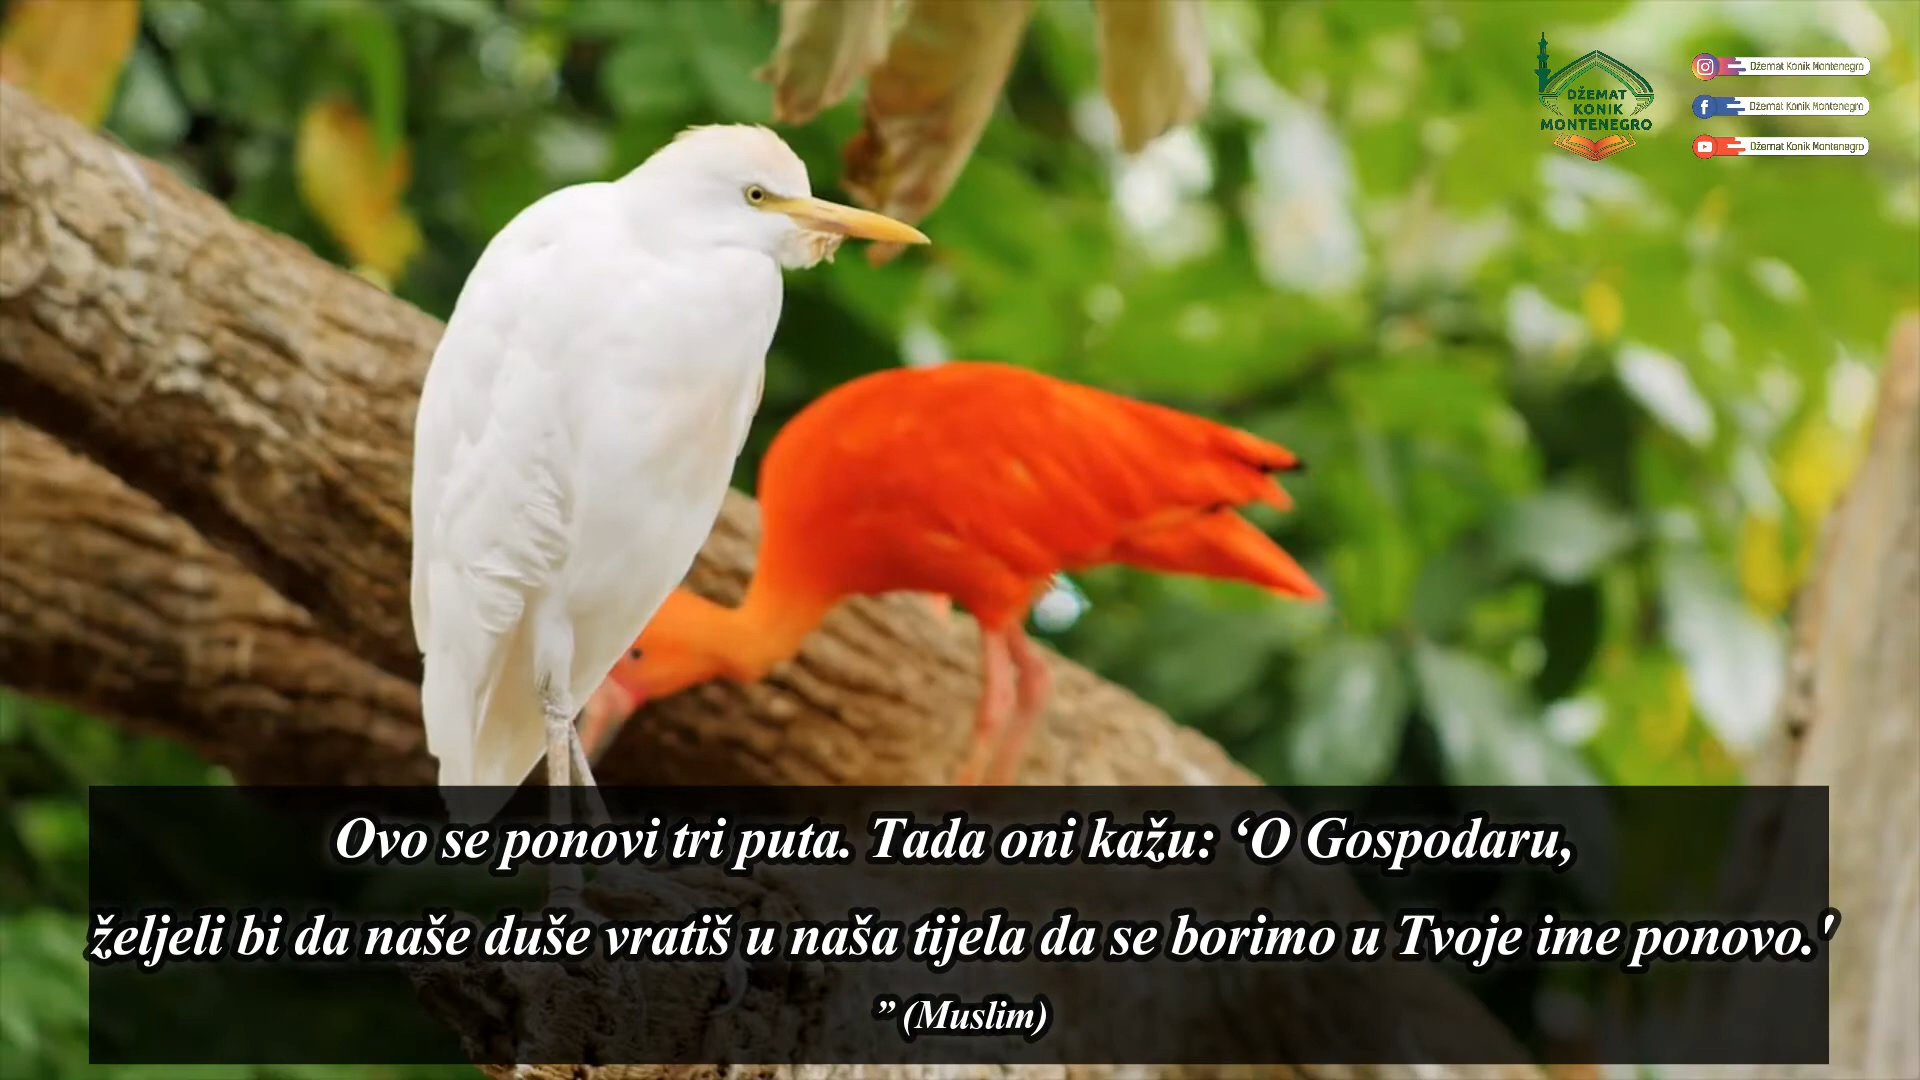 DŽEMAT
KONIK
MONTENEGRO
Džemat Konik Montenegro
Džemat Konik Montenegro
Džemat Konik Montenegro
Ovo se ponovi tri puta. Tada oni kažu: ‘O Gospodaru,
željeli bi da naše duše vratiš u naša tijela da se borimo u Tvoje ime ponovo.'
” (Muslim)